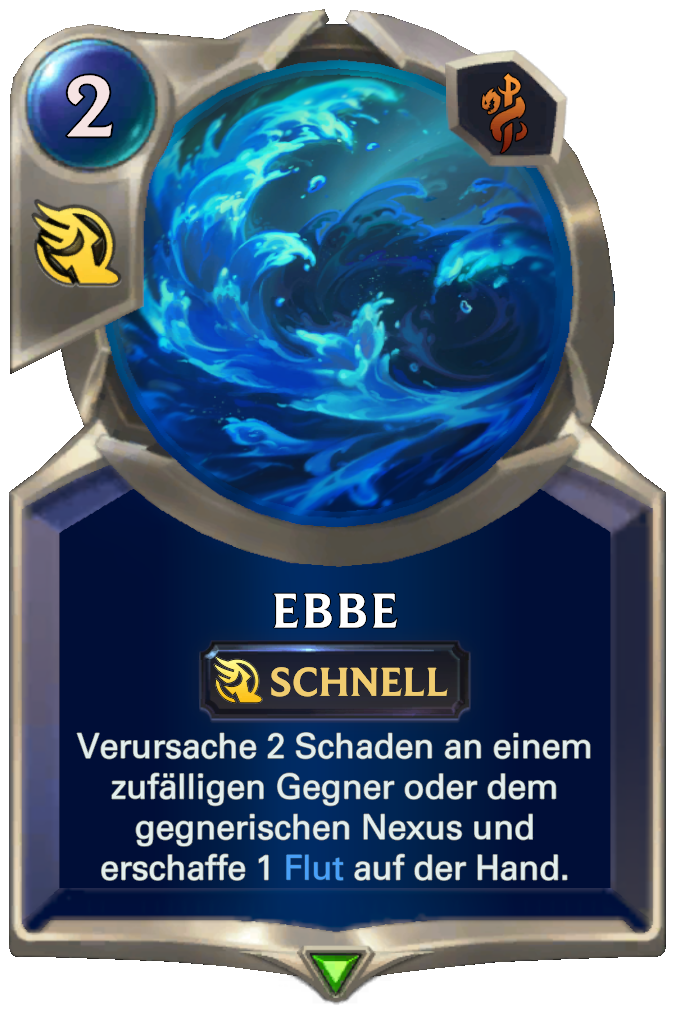 2
EBBE
SCHNELL
Verursache 2 Schaden an einem
zufälligen Gegner oder dem
gegnerischen Nexus und
erschaffe 1 Flut auf der Hand.